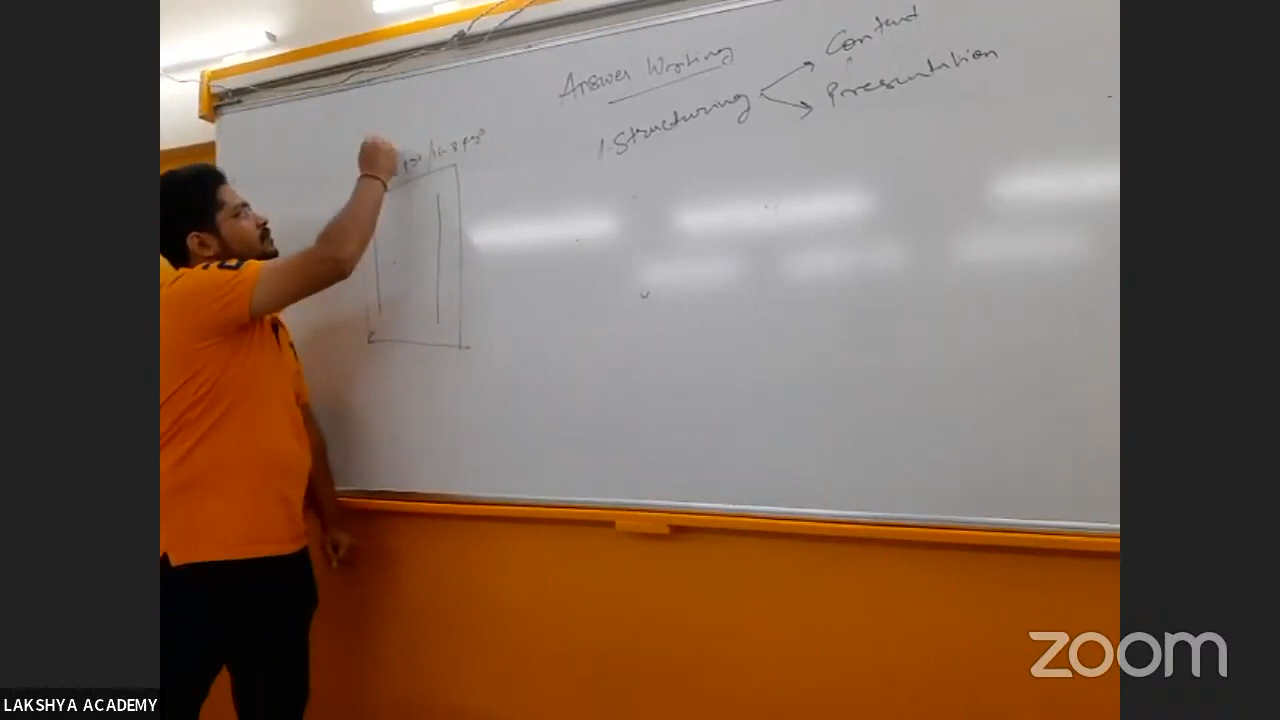 Answer Writing
1. Structuring
Content
Presentation
zoom
LAKSHYA ACADEMY